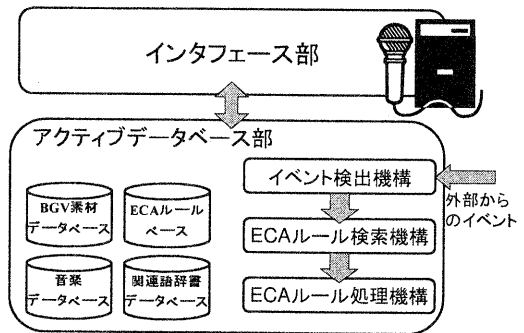 インタフェース部
アクティブデータベース部
BGV素材
データベース
ECAルール
ベース
音楽
データベース
関連語辞書
データベース
イベント検出機構
ECAルール検索機構
ECAルール処理機構
外部から
のイベント